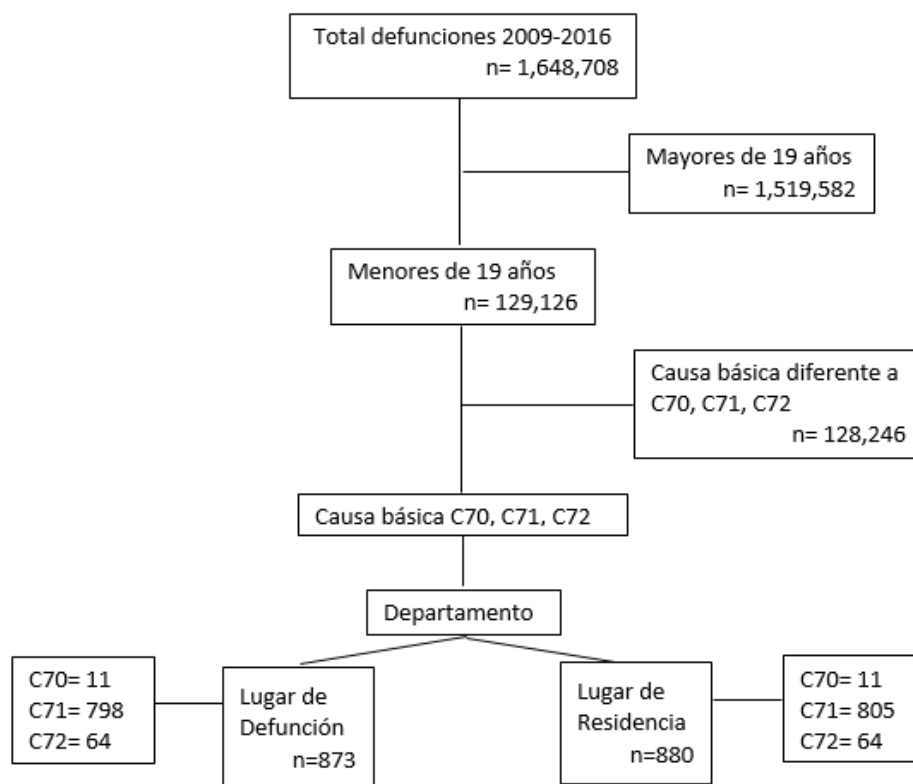 Total defunciones 2009-2016
n= 1,648,708
Mayores de 19 años
n= 1,519,582
Menores de 19 años
n= 129,126
Causa básica diferente a
C70, C71, C72
n= 128,246
Causa básica C70, C71, C72
Departamento
C70= 11
C71= 798
C72= 64
Lugar de
Defunción
n=873
Lugar de
Residencia
n=880
C70= 11
C71= 805
C72= 64